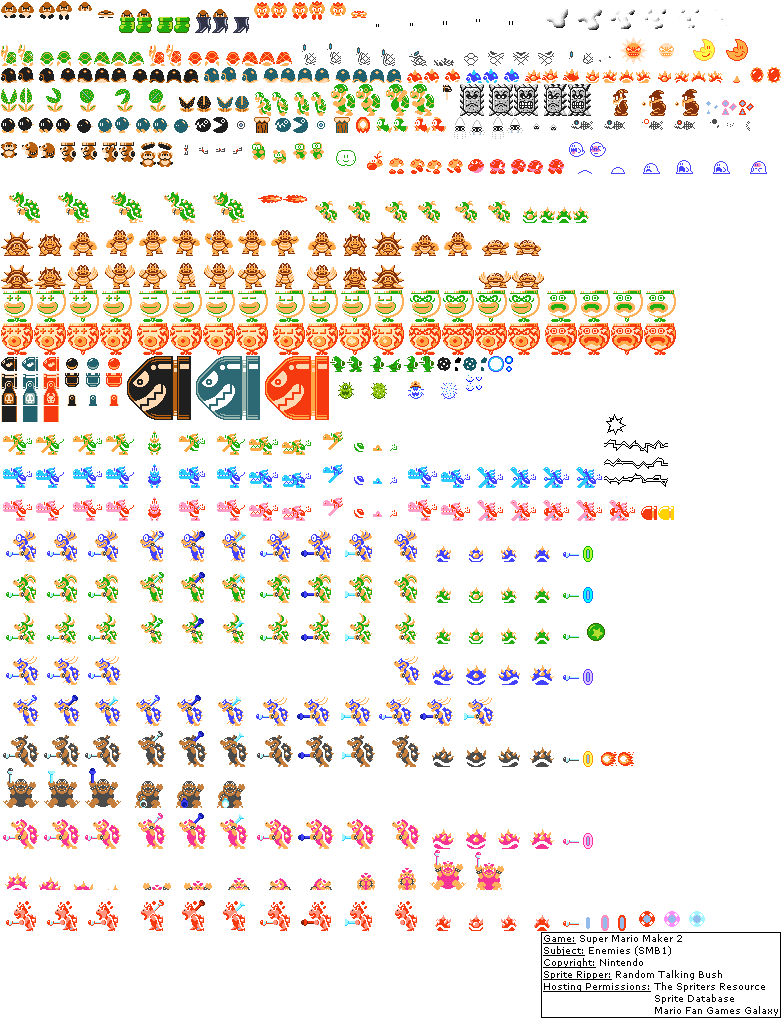 Game: Super Mario Maker 2
Subject: Enemies (SMB1)
Copyright: Nintendo
Sprite Ripper: Random Talking Bush
Hosting Permissions: The Spriters Resource
Sprite Database
Mario Fan Games Galaxy